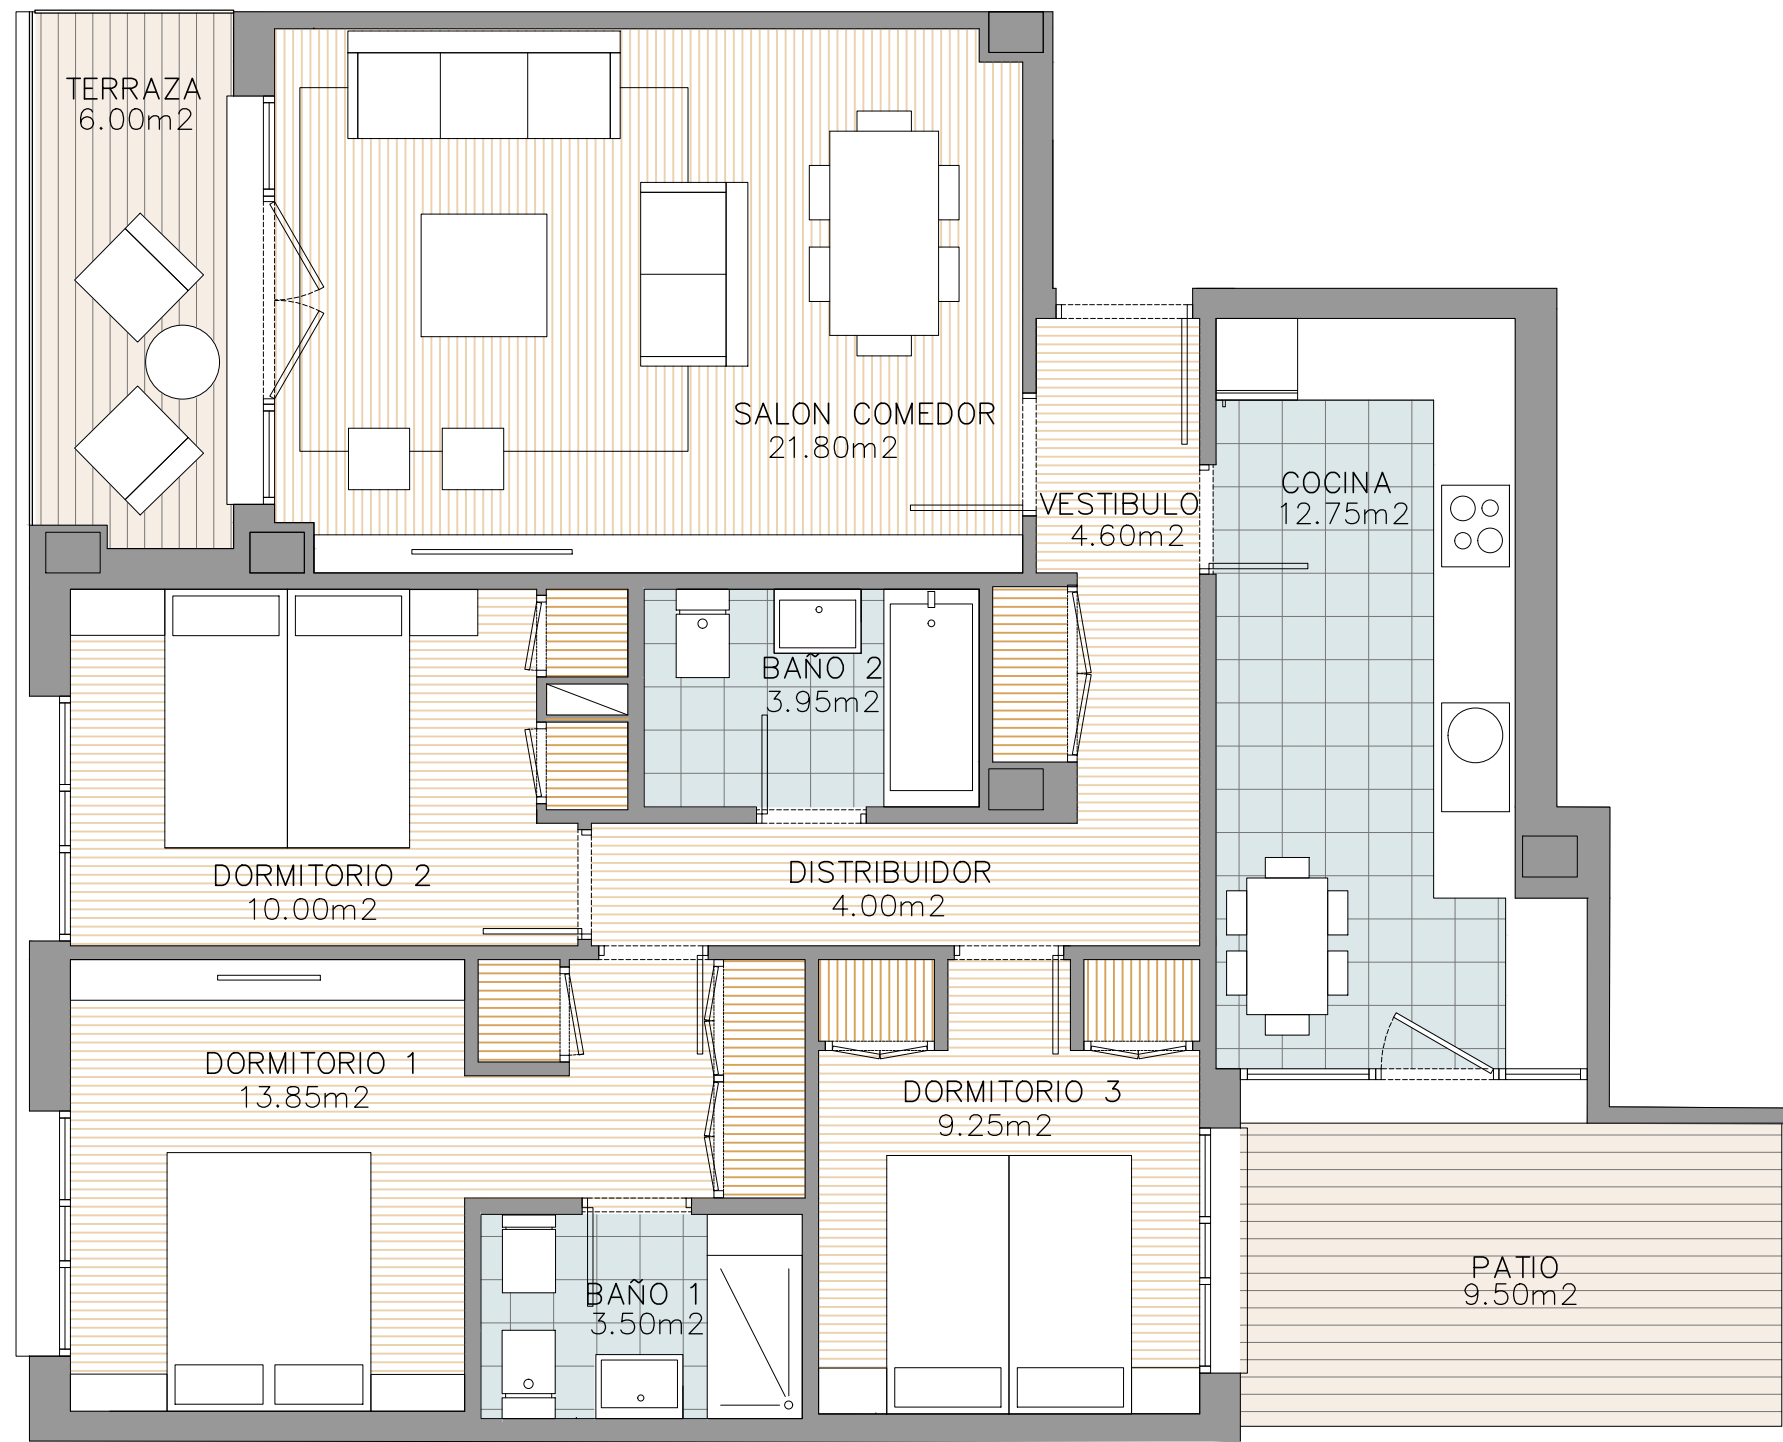 TERRAZA
6.00m2
SALON COMEDOR
21.80m2
VESTIBULO
4.60m2
COCINA
12.75m2
BAÑO 2
3.95m2
DORMITORIO 2
10.00m2
DISTRIBUIDOR
4.00m2
DORMITORIO 1
13.85m2
DORMITORIO 3
9.25m2
BAÑO 1
3.50m2
PATIO
9.50m2